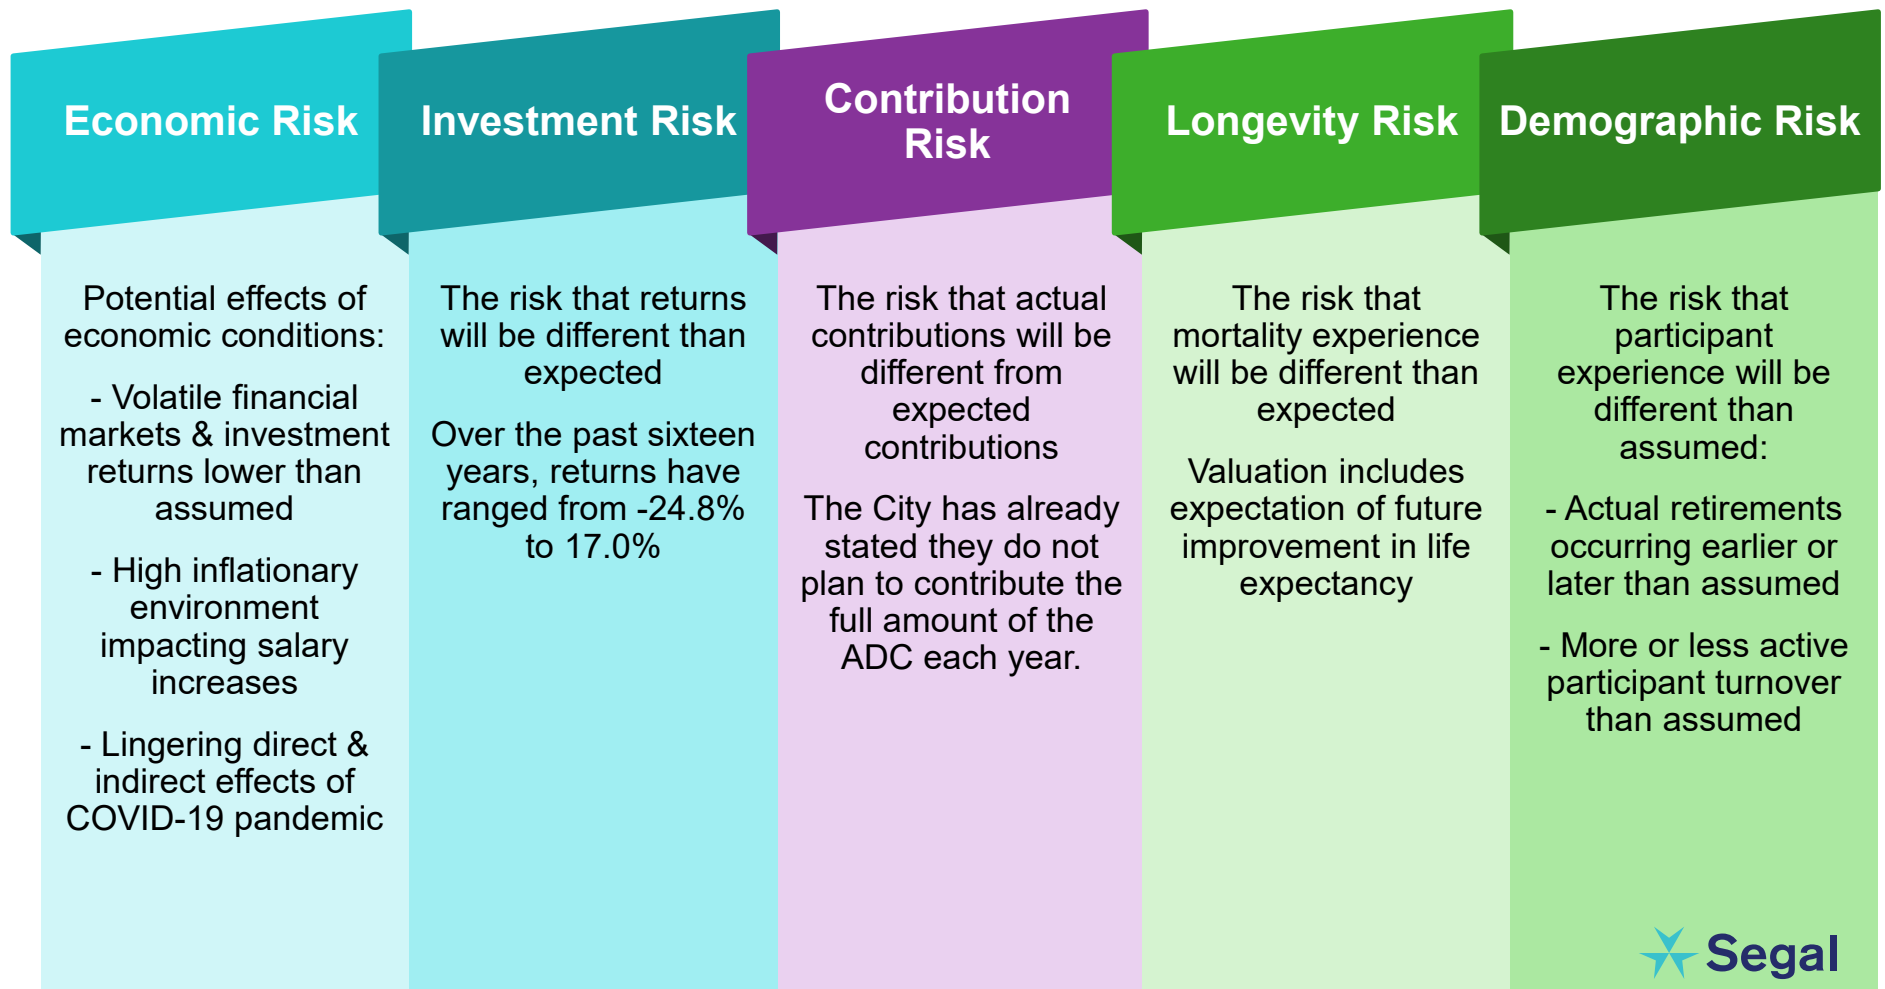 Economic Risk
Potential effects of
economic conditions:
- Volatile financial
markets & investment
returns lower than
assumed
- High inflationary
environment
impacting salary
increases
- Lingering direct &
indirect effects of
COVID-19 pandemic
Investment Risk
The risk that returns
will be different than
expected
Over the past sixteen
years, returns have
ranged from -24.8%
to 17.0%
Contribution
Risk
The risk that actual
contributions will be
different from
expected
contributions
The City has already
stated they do not
plan to contribute the
full amount of the
ADC each year.
Longevity Risk
The risk that
mortality experience
will be different than
expected
Valuation includes
expectation of future
improvement in life
expectancy
Demographic Risk
The risk that
participant
experience will be
different than
assumed:
- Actual retirements
occurring earlier or
later than assumed
- More or less active
participant turnover
than assumed
Segal